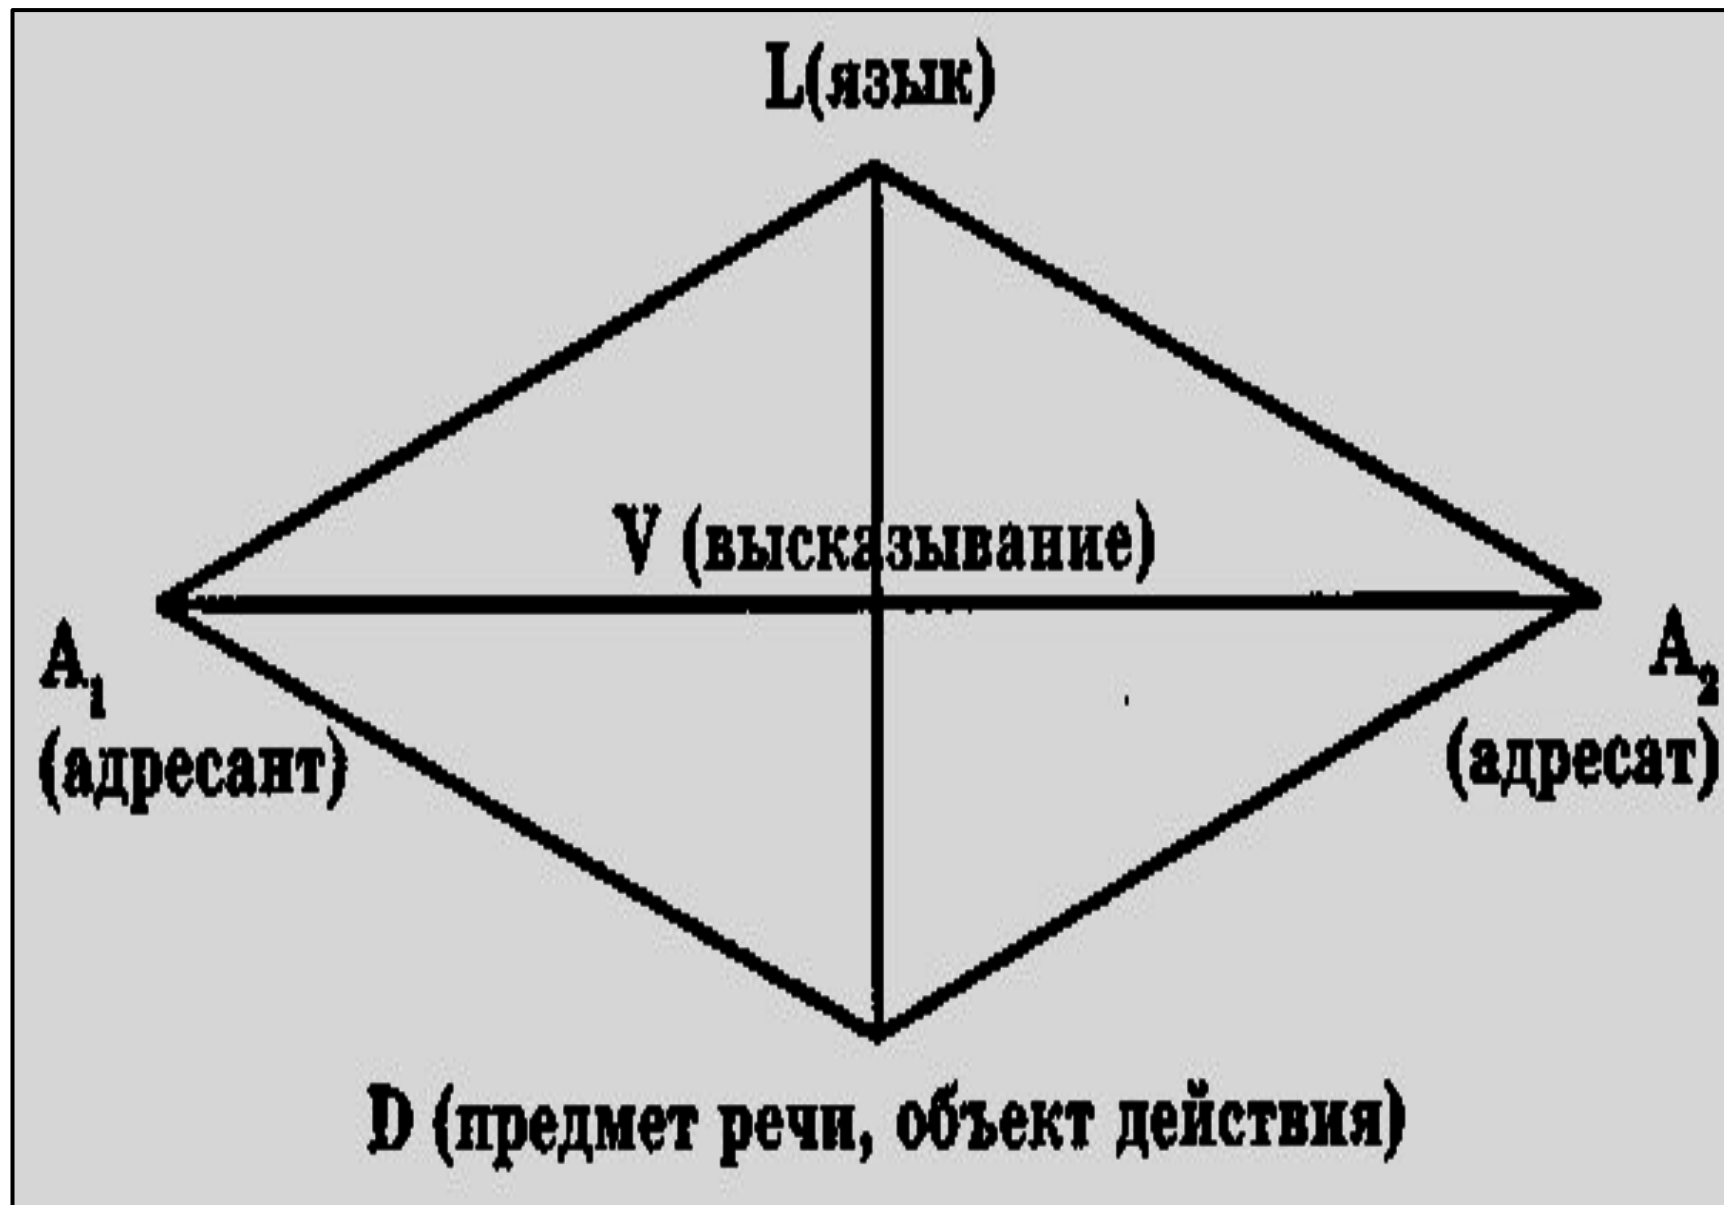 L(язык)
V (высказывание)
A₁
(адресант)
A₂
(адресат)
D (предмет речи, объект действия)